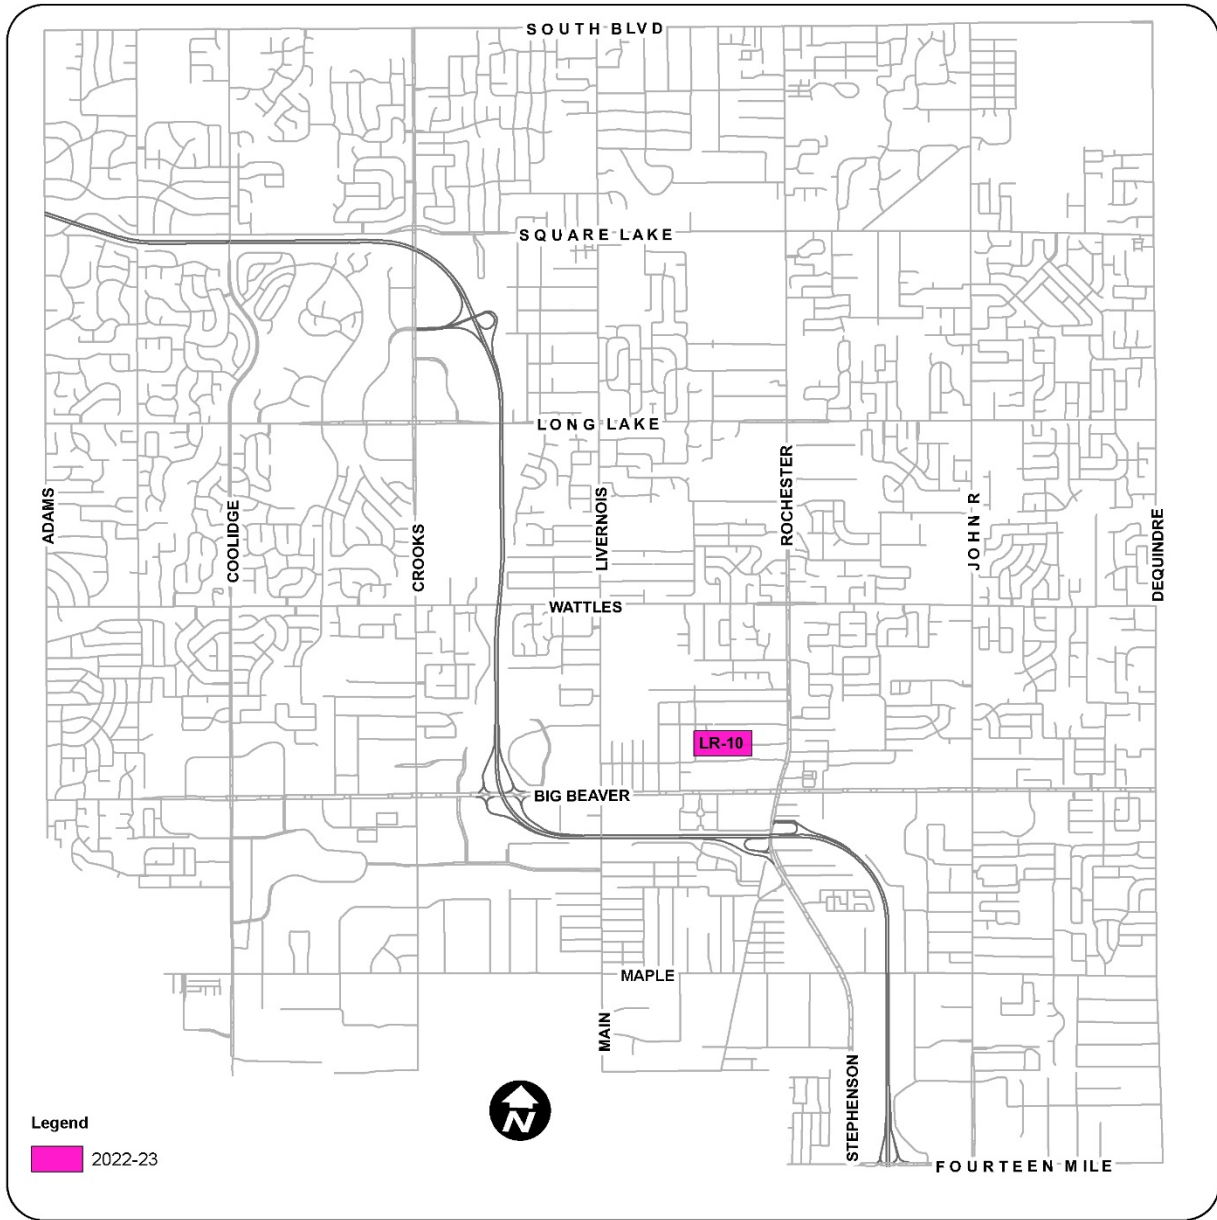 SOUTH BLVD
SQUARE LAKE
LONG LAKE
ADAMS
COOLIDGE
CROOKS
LIVERNOIS
ROCHESTER
JOHN R
DEQUINDRE
WATTLES
LR-10
BIG BEAVER
MAPLE
MAIN
STEPHENSON
N
Legend
2022-23
FOURTEEN MILE